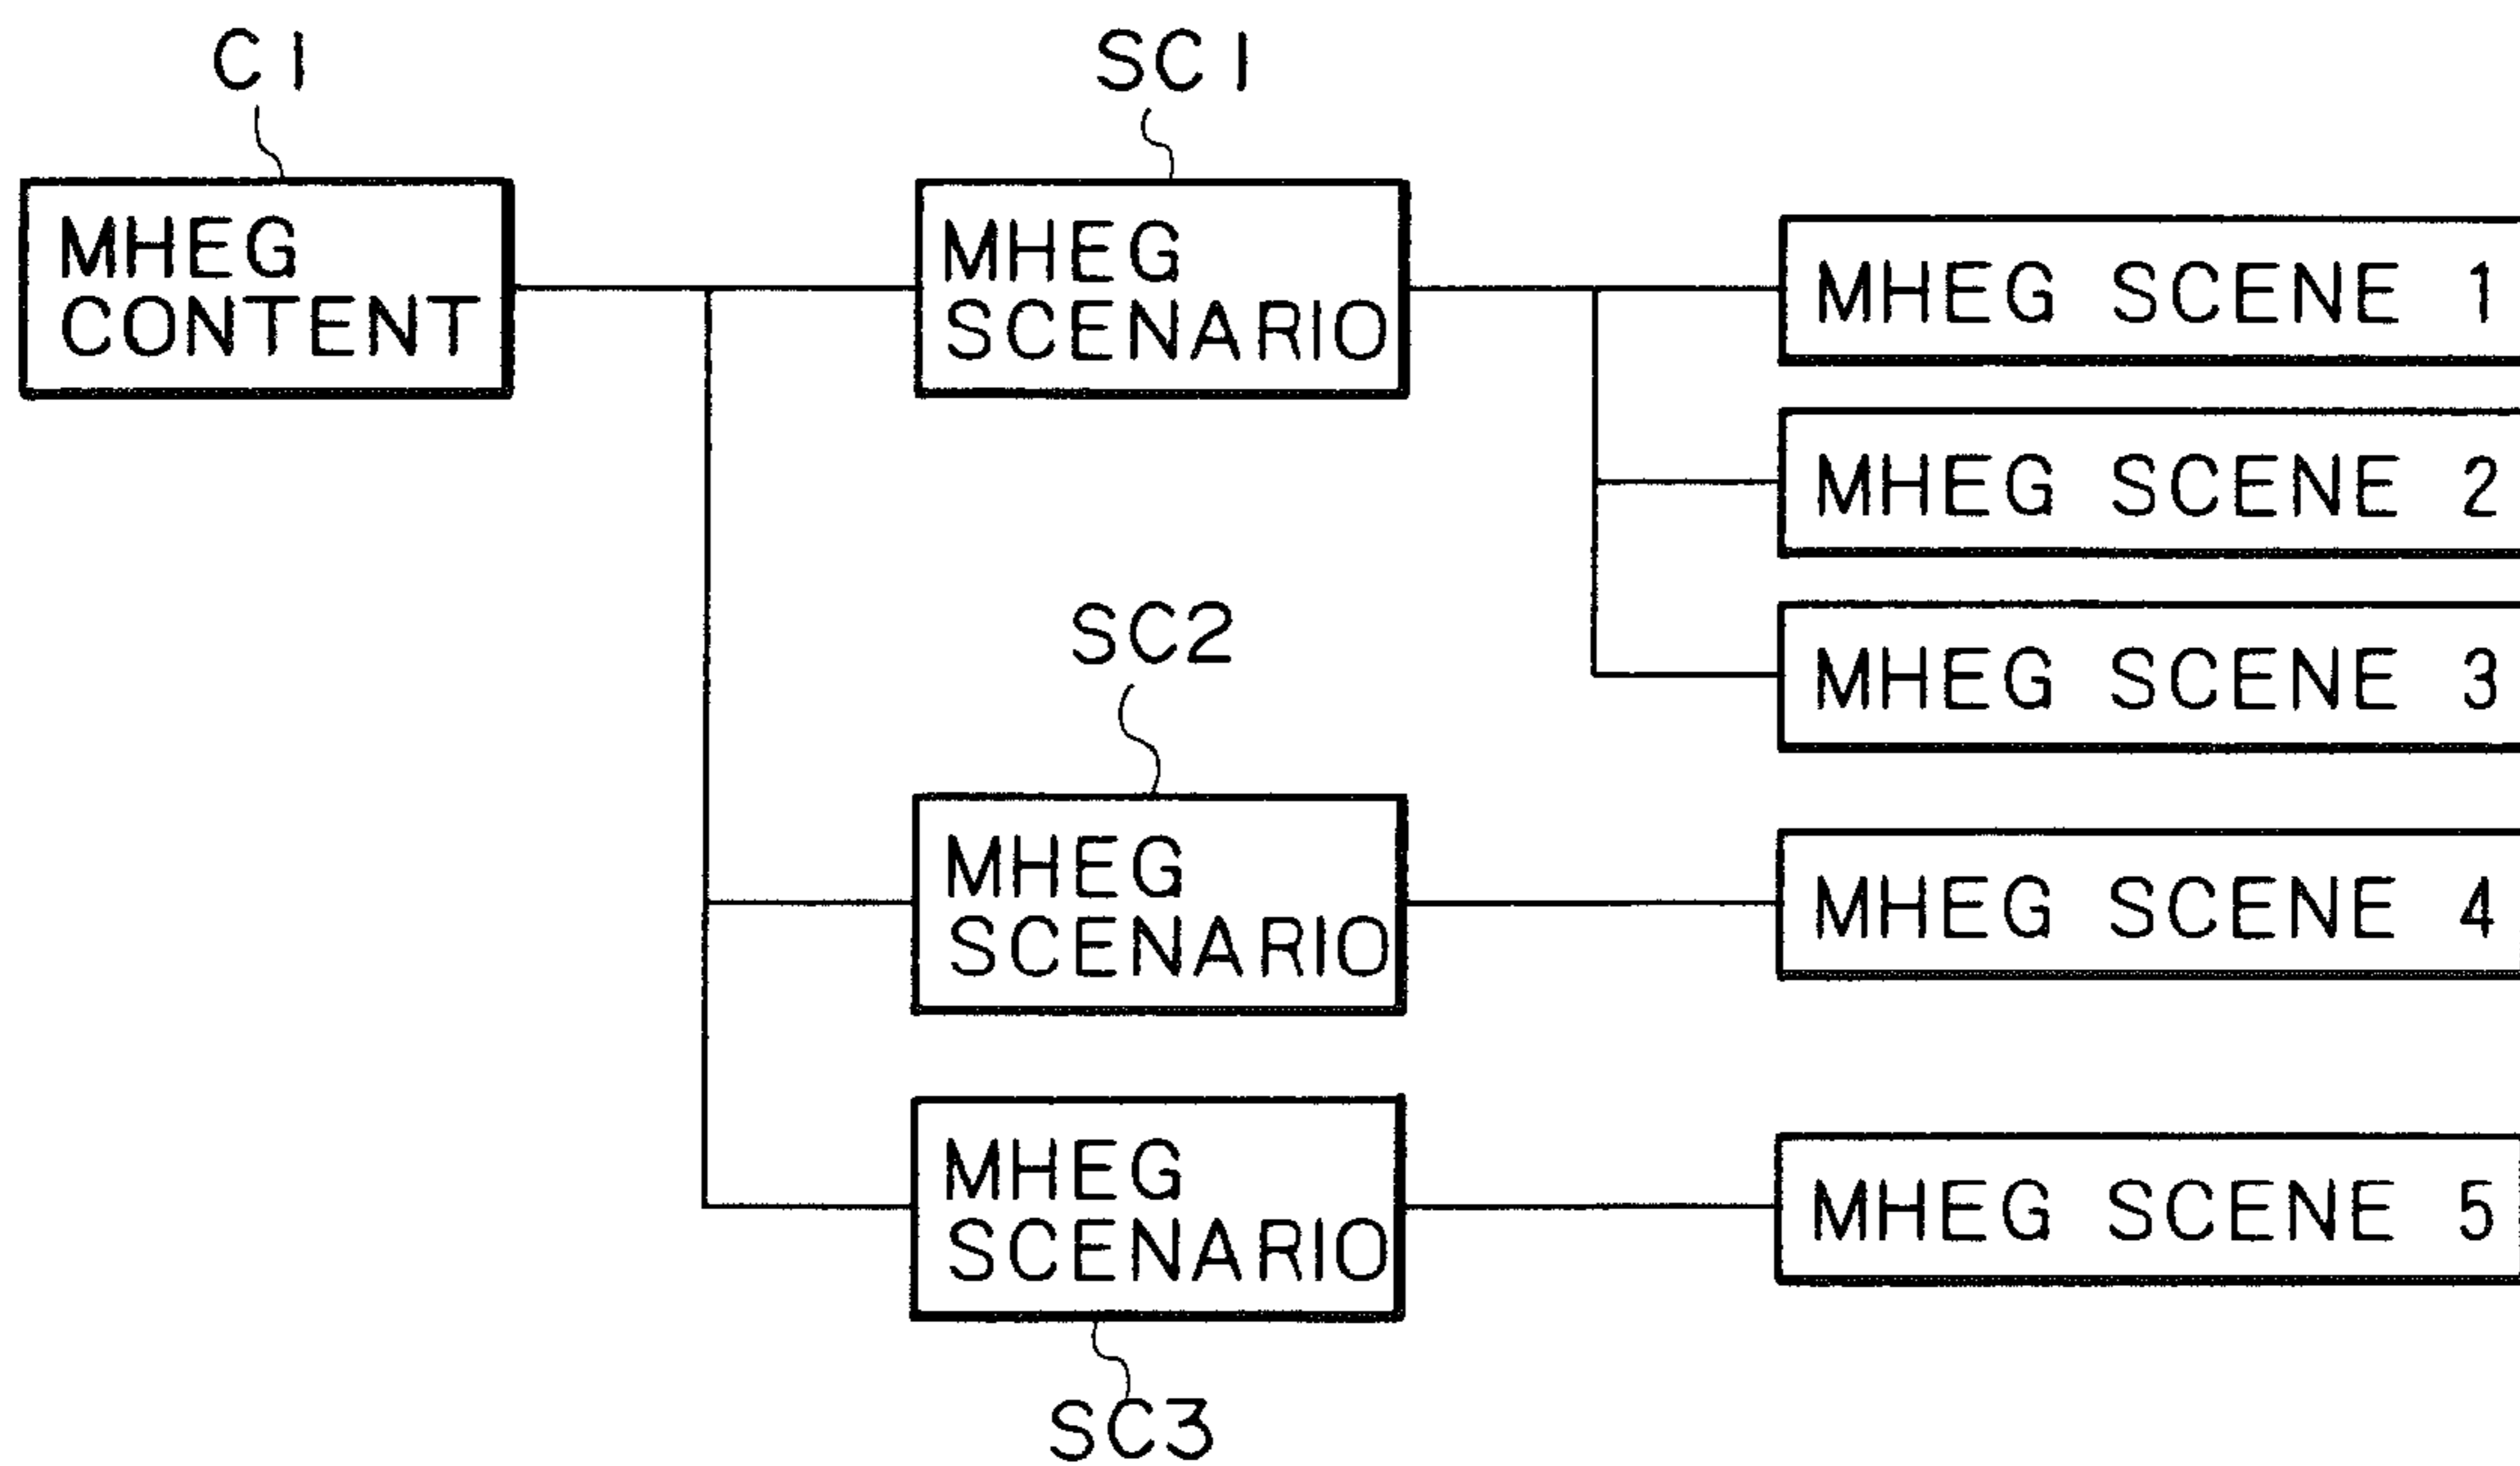 C1
SC1
MHEG
CONTENT
MHEG
SCENARIO
MHEG SCENE 1
MHEG SCENE 2
MHEG SCENE 3
SC2
MHEG
SCENARIO
MHEG SCENE 4
MHEG
SCENARIO
MHEG SCENE 5
SC3